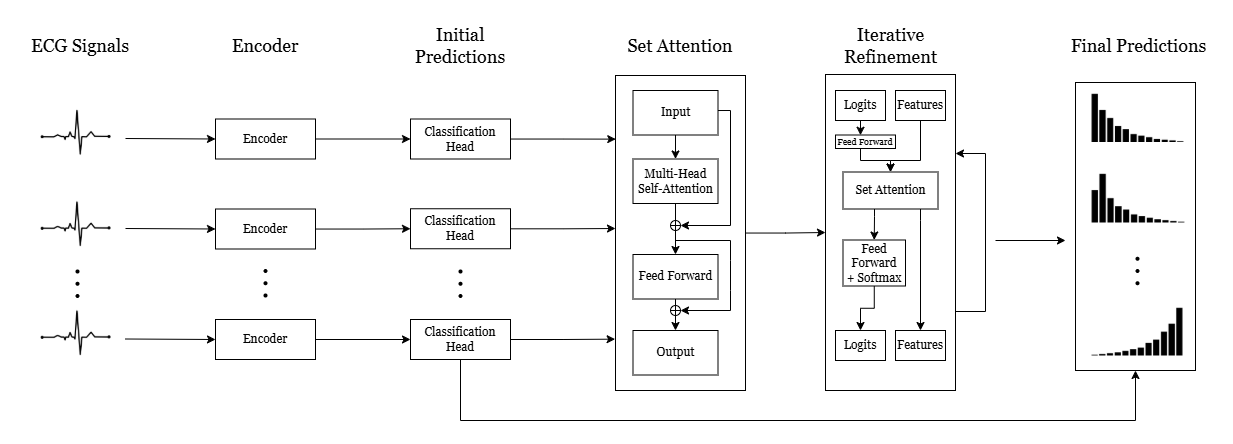 ECG Signals
Encoder
Initial
Predictions
Set Attention
Iterative
Refinement
Final Predictions
Encoder
Classification
Head
Encoder
Classification
Head
Encoder
Classification
Head
Input
Multi-Head
Self-Attention
Feed Forward
Output
Logits
Features
Feed Forward
Set Attention
Feed
Forward
+ Softmax
Logits
Features